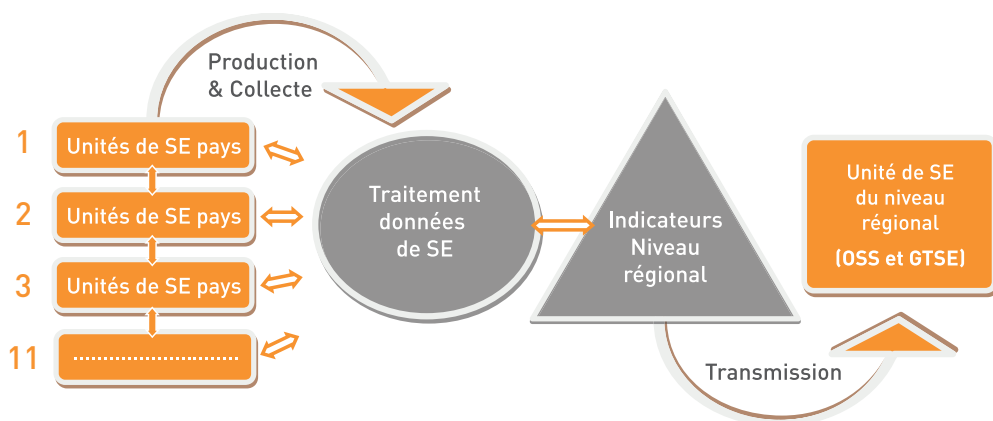 Production
& Collecte
1
Unités de SE pays
2
Unités de SE pays
3
Unités de SE pays
11
........................................
Traitement
données
de SE
Indicateurs
Niveau
régional
Unité de SE
du niveau
régional
(OSS et GTSE)
Transmission